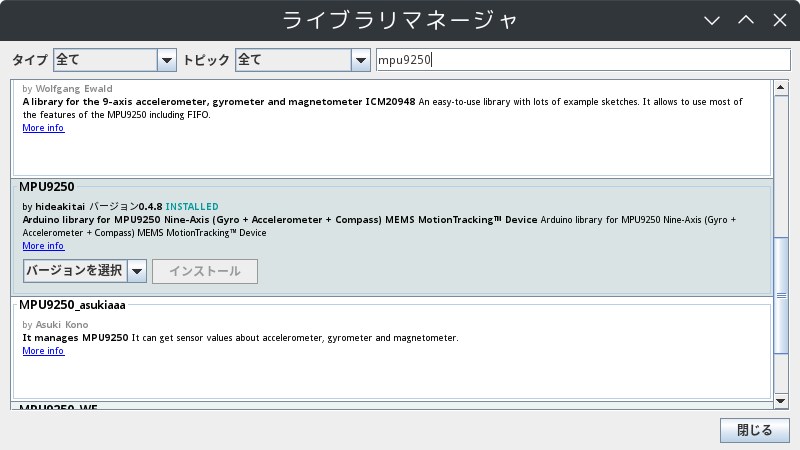 ライブラリマネージャ
タイプ 全て トピック 全て mpu9250
by Wolfgang Ewald
A library for the 9-axis accelerometer, gyrometer and magnetometer ICM20948 An easy-to-use library with lots of example sketches. It allows to use most of
the features of the MPU9250 including FIFO.
More info
MPU9250
by hideakitai バージョン0.4.8 INSTALLED
Arduino library for MPU9250 Nine-Axis (Gyro + Accelerometer + Compass) MEMS MotionTracking™ Device Arduino library for MPU9250 Nine-Axis (Gyro +
Accelerometer + Compass) MEMS MotionTracking™ Device
More info
バージョンを選択 インストール
MPU9250_asukiaaa
by Asuki Kono
It manages MPU9250 It can get sensor values about accelerometer, gyrometer and magnetometer.
More info
MPU9250_WE
閉じる